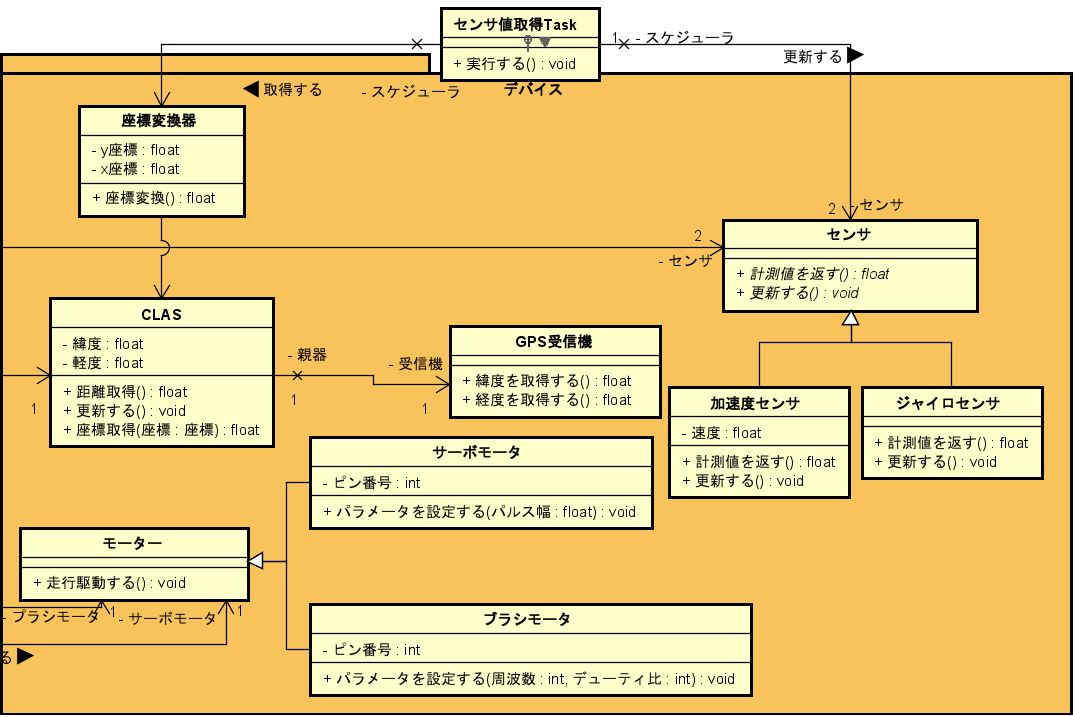 センサ値取得Task
+ 実行する() : void
1
- スケジューラ
更新する
取得する
- スケジューラ
デバイス
座標変換器
- y座標 : float
- x座標 : float
+ 座標変換() : float
2
- センサ
2
- センサ
センサ
+ 計測値を返す() : float
+ 更新する() : void
CLAS
- 緯度 : float
- 軽度 : float
+ 距離取得() : float
+ 更新する() : void
+ 座標取得(座標 : 座標) : float
1
- 親器
1
- 受信機
1
GPS受信機
+ 緯度を取得する() : float
+ 経度を取得する() : float
加速度センサ
- 速度 : float
+ 計測値を返す() : float
+ 更新する() : void
ジャイロセンサ
+ 計測値を返す() : float
+ 更新する() : void
サーボモータ
- ピン番号 : int
+ パラメータを設定する(パルス幅 : float) : void
モーター
+ 走行駆動する() : void
- ブラシモータ
1
- サーボモータ
1
る
ブラシモータ
- ピン番号 : int
+ パラメータを設定する(周波数 : int, デューティ比 : int) : void